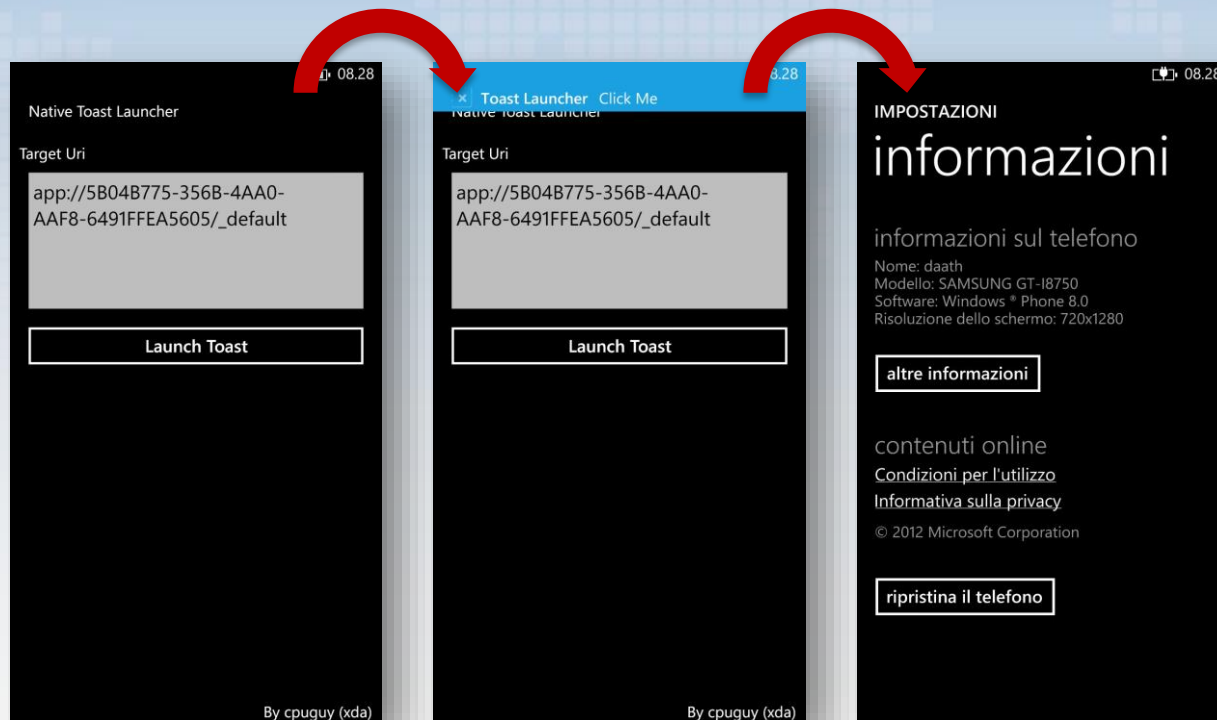 08.28
Native Toast Launcher
Target Uri
app://5B04B775-356B-4AA0-
AAF8-6491FFEA5605/_default
Launch Toast
By cpuguy (xda)
8.28
Toast Launcher Click Me
Native Toast Launcher
Target Uri
app://5B04B775-356B-4AA0-
AAF8-6491FFEA5605/_default
Launch Toast
By cpuguy (xda)
08.28
IMPOSTAZIONI
informazioni
informazioni sul telefono
Nome: daath
Modello: SAMSUNG GT-I8750
Software: Windows ® Phone 8.0
Risoluzione dello schermo: 720x1280
altre informazioni
contenuti online
Condizioni per l'utilizzo
Informativa sulla privacy
© 2012 Microsoft Corporation
ripristina il telefono